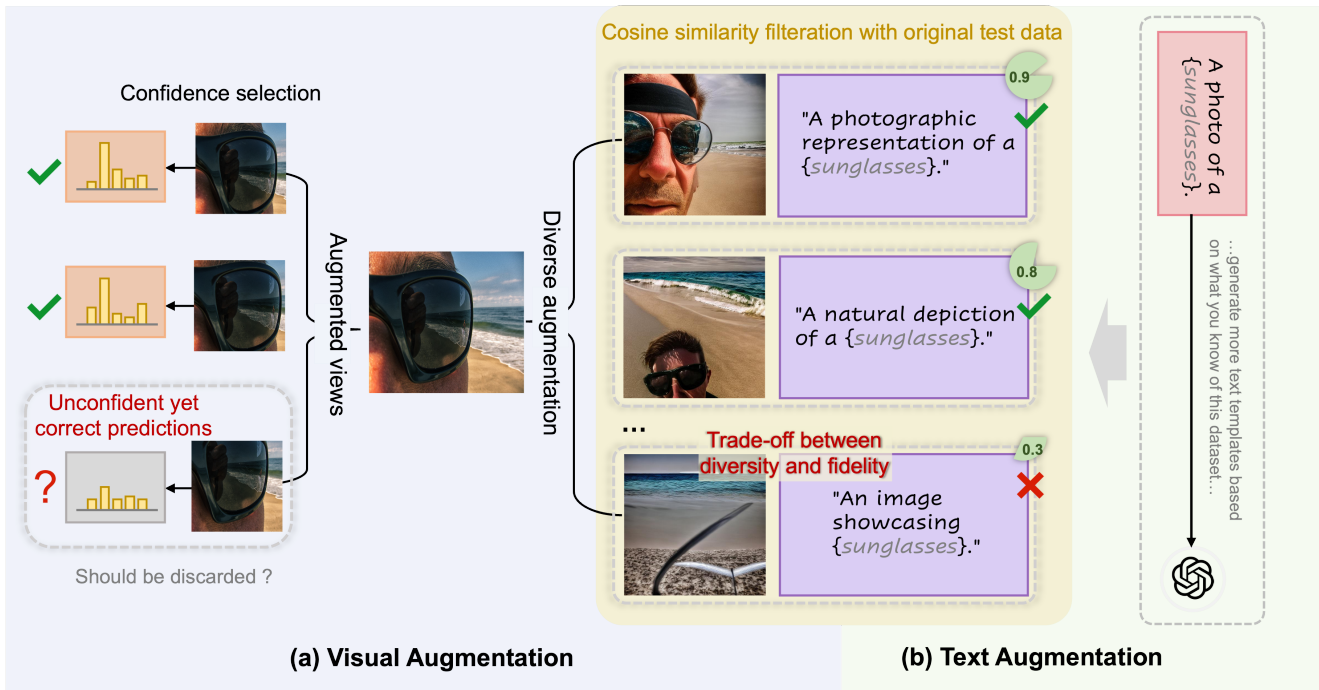 Cosine similarity filteration with original test data
Confidence selection
Augmented views
Unconfident yet
correct predictions
?
Should be discarded ?
Diverse augmentation
0.9
"A photographic
representation of a
{sunglasses}."
0.8
"A natural depiction
of a {sunglasses}."
...
Trade-off between
diversity and fidelity
0.3
"An image
showcasing
{sunglasses}."
A photo of a
{sunglasses}.
...generate more text templates based
on what you know of this dataset...
(a) Visual Augmentation
(b) Text Augmentation